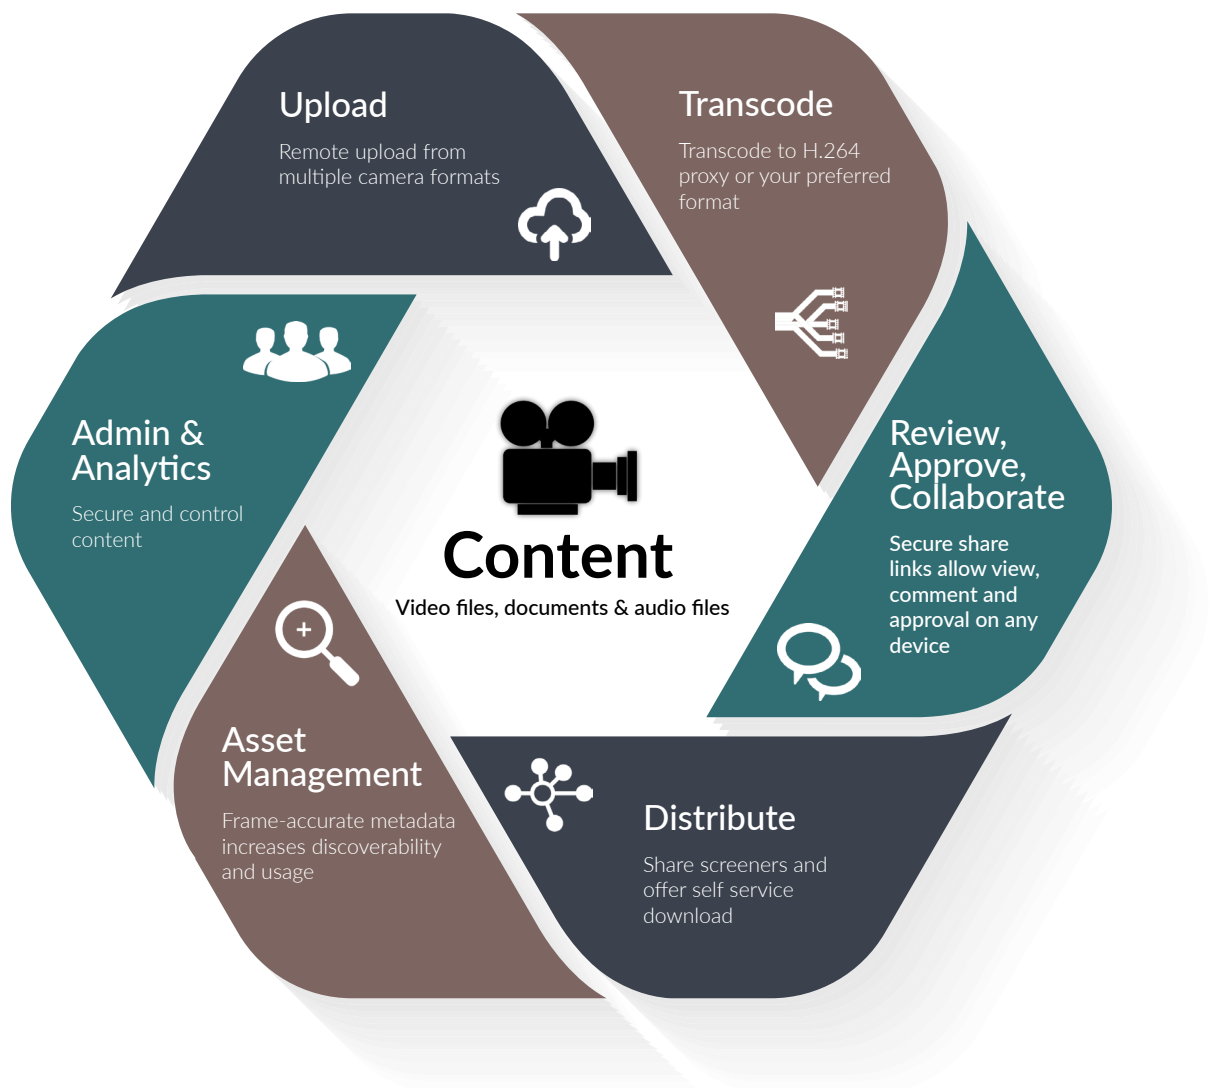 Upload
Remote upload from
multiple camera formats
Transcode
Transcode to H.264
proxy or your preferred
format
Review,
Approve,
Collaborate
Secure share
links allow view,
comment and
approval on any
device
Distribute
Share screeners and
offer self service
download
Asset
Management
Frame-accurate metadata
increases discoverability
and usage
Admin &
Analytics
Secure and control
content
Content
Video files, documents & audio files